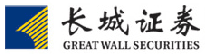 长城证券
GREAT WALL SECURITIES